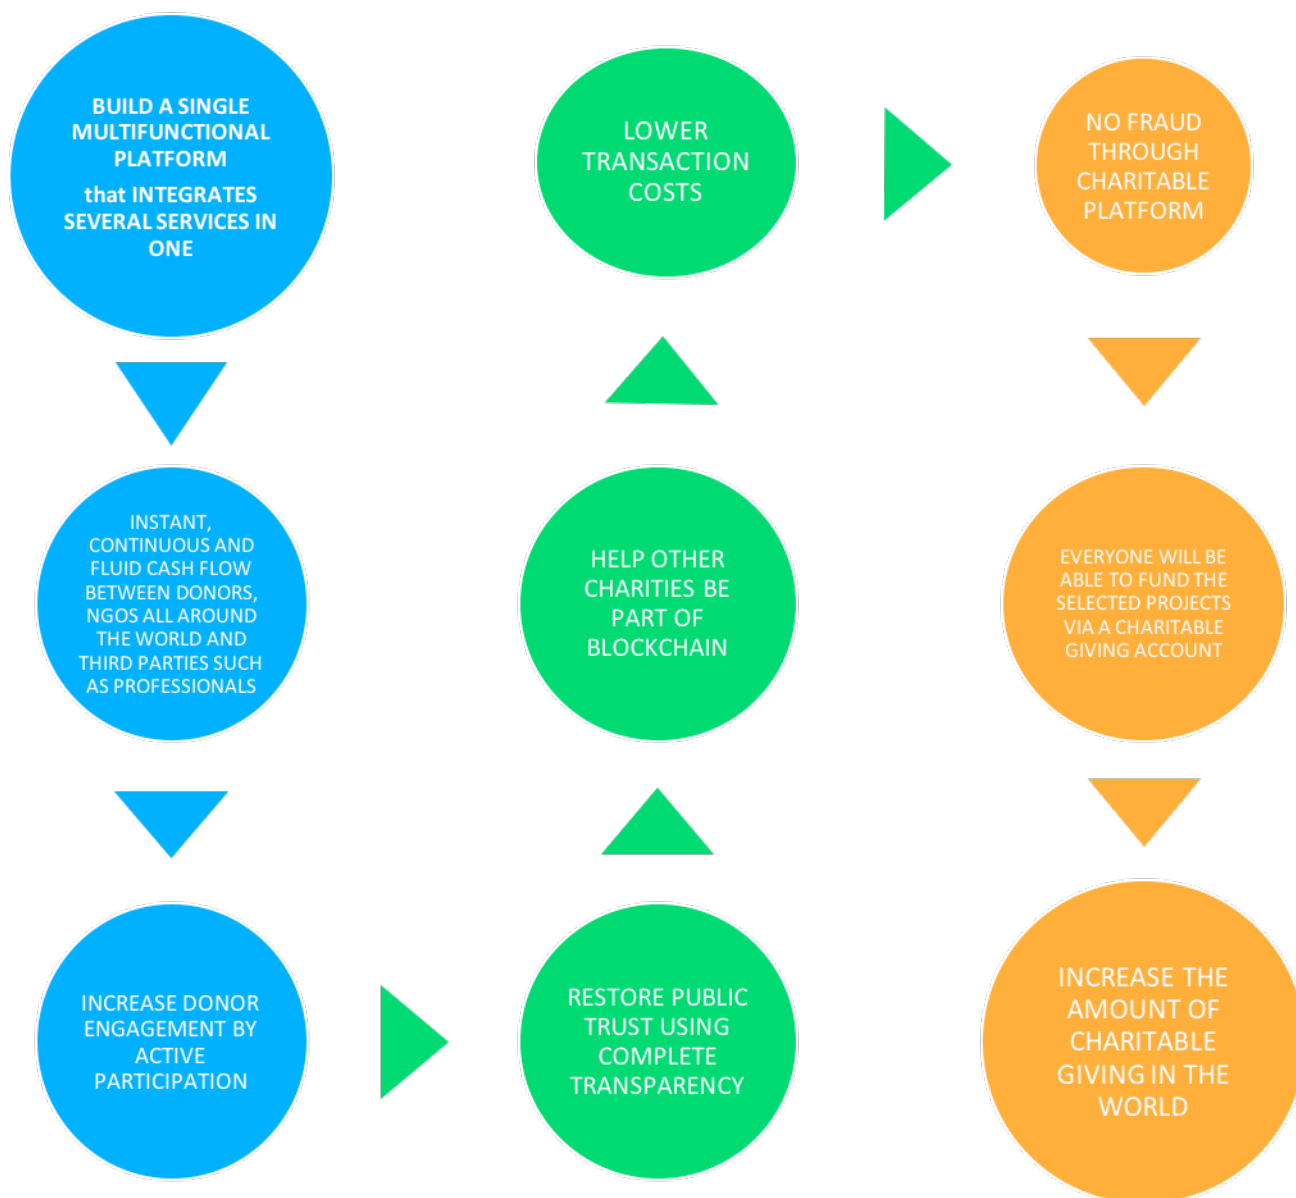 BUILD A SINGLE
MULTIFUNCTIONAL
PLATFORM
that INTEGRATES
SEVERAL SERVICES IN
ONE
INSTANT,
CONTINUOUS AND
FLUID CASH FLOW
BETWEEN DONORS,
NGOS ALL AROUND
THE WORLD AND
THIRD PARTIES SUCH
AS PROFESSIONALS
INCREASE DONOR
ENGAGEMENT BY
ACTIVE
PARTICIPATION
RESTORE PUBLIC
TRUST USING
COMPLETE
TRANSPARENCY
HELP OTHER
CHARITIES BE
PART OF
BLOCKCHAIN
LOWER
TRANSACTION
COSTS
NO FRAUD
THROUGH
CHARITABLE
PLATFORM
EVERYONE WILL BE
ABLE TO FUND THE
SELECTED PROJECTS
VIA A CHARITABLE
GIVING ACCOUNT
INCREASE THE
AMOUNT OF
CHARITABLE
GIVING IN THE
WORLD